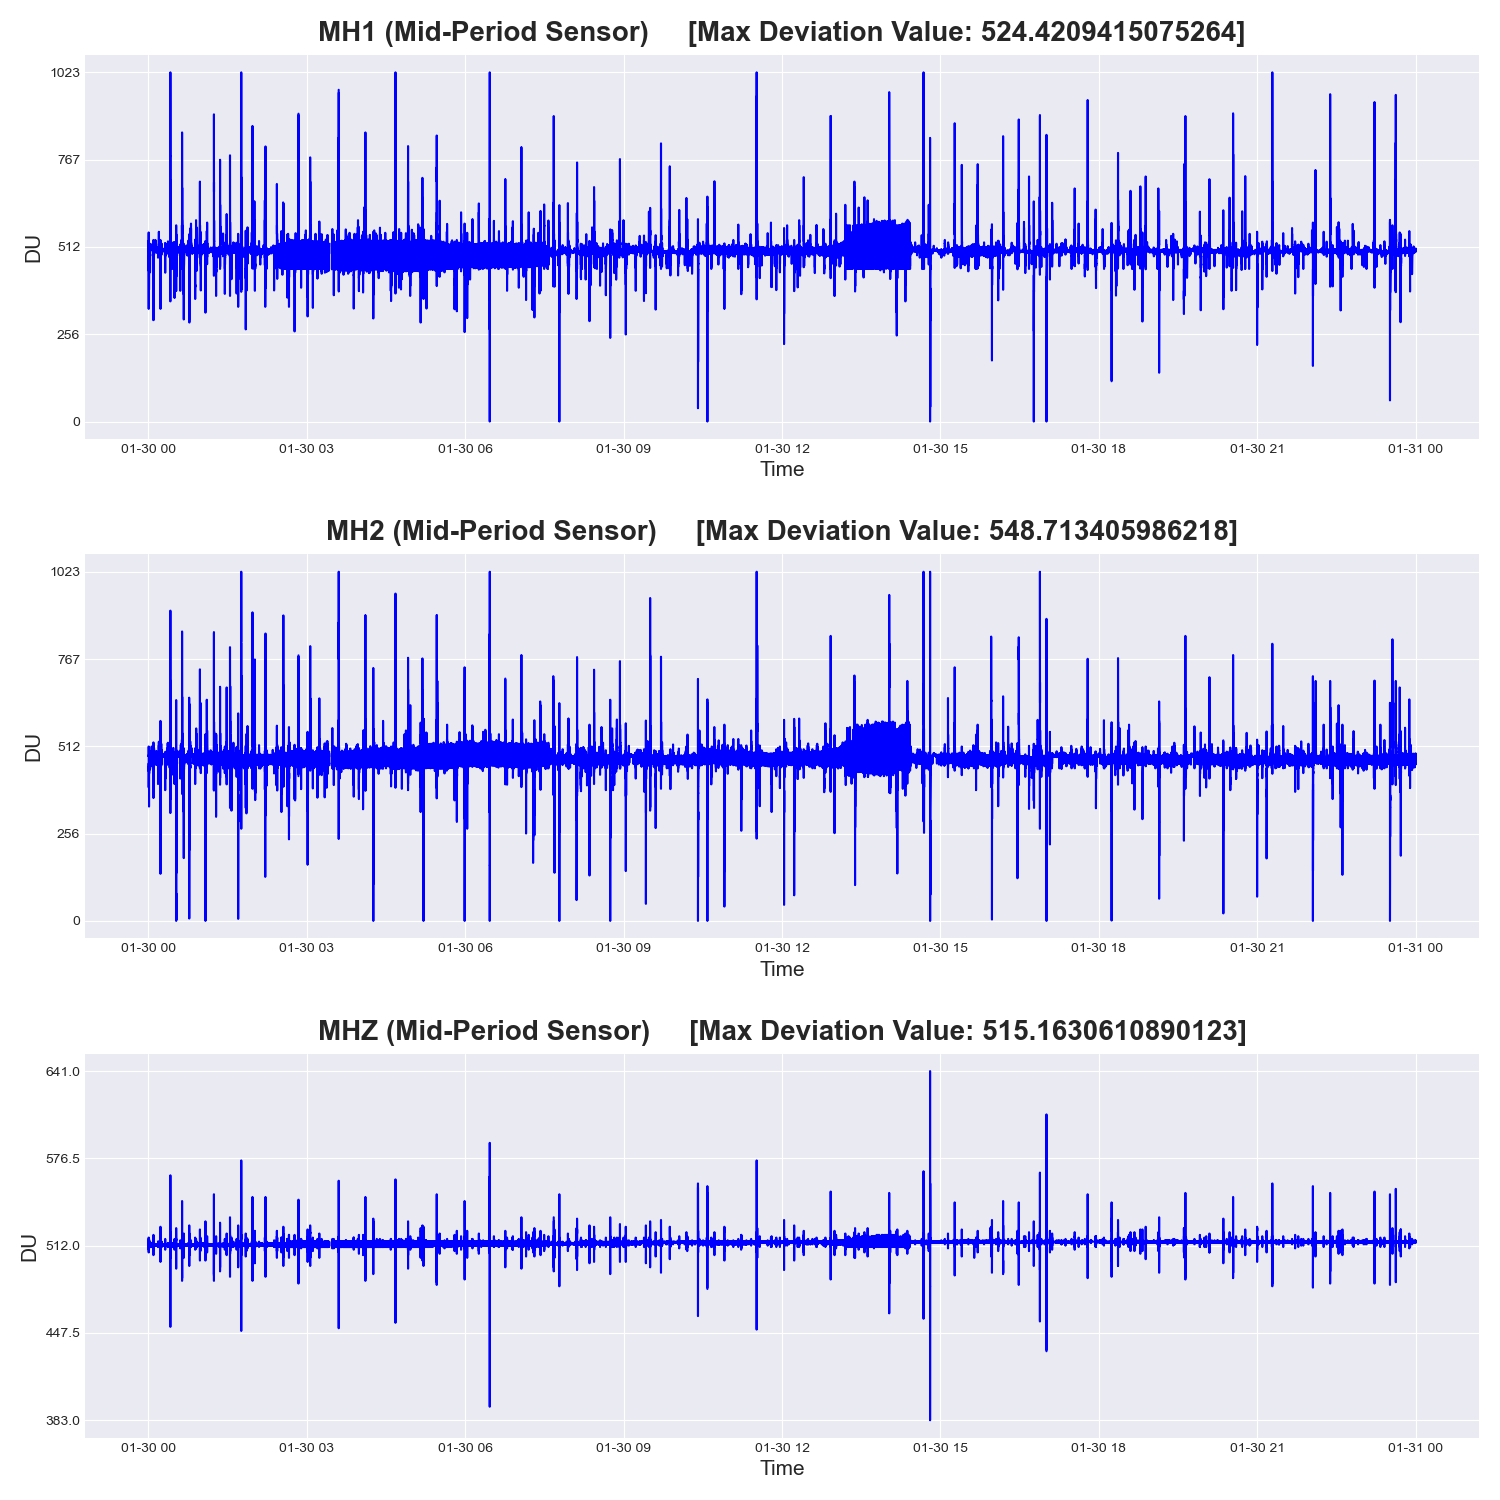 MH1 (Mid-Period Sensor) [Max Deviation Value: 524.4209415075264]
1023
767
512
256
0
DU
01-30 00 01-30 03 01-30 06 01-30 09 01-30 12 01-30 15 01-30 18 01-30 21 01-31 00
Time
MH2 (Mid-Period Sensor) [Max Deviation Value: 548.713405986218]
1023
767
512
256
0
DU
01-30 00 01-30 03 01-30 06 01-30 09 01-30 12 01-30 15 01-30 18 01-30 21 01-31 00
Time
MHZ (Mid-Period Sensor) [Max Deviation Value: 515.1630610890123]
641.0
576.5
512.0
447.5
383.0
DU
01-30 00 01-30 03 01-30 06 01-30 09 01-30 12 01-30 15 01-30 18 01-30 21 01-31 00
Time